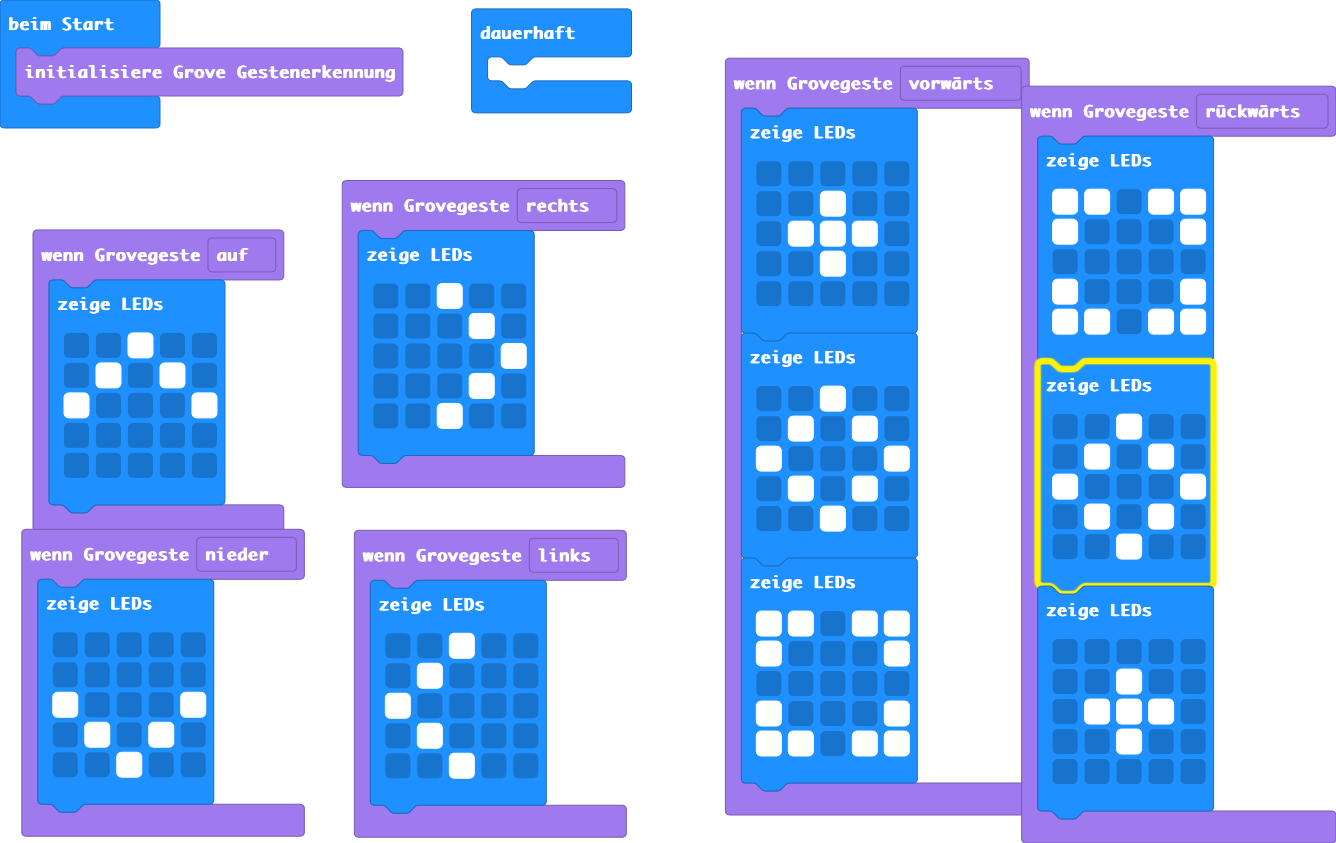 beim Start
initialisiere Grove Gestenerkennung
dauerhaft
wenn Grovegeste auf
zeige LEDs
wenn Grovegeste rechts
zeige LEDs
wenn Grovegeste nieder
zeige LEDs
wenn Grovegeste links
zeige LEDs
wenn Grovegeste vorwärts
zeige LEDs
zeige LEDs
zeige LEDs
wenn Grovegeste rückwärts
zeige LEDs
zeige LEDs
zeige LEDs